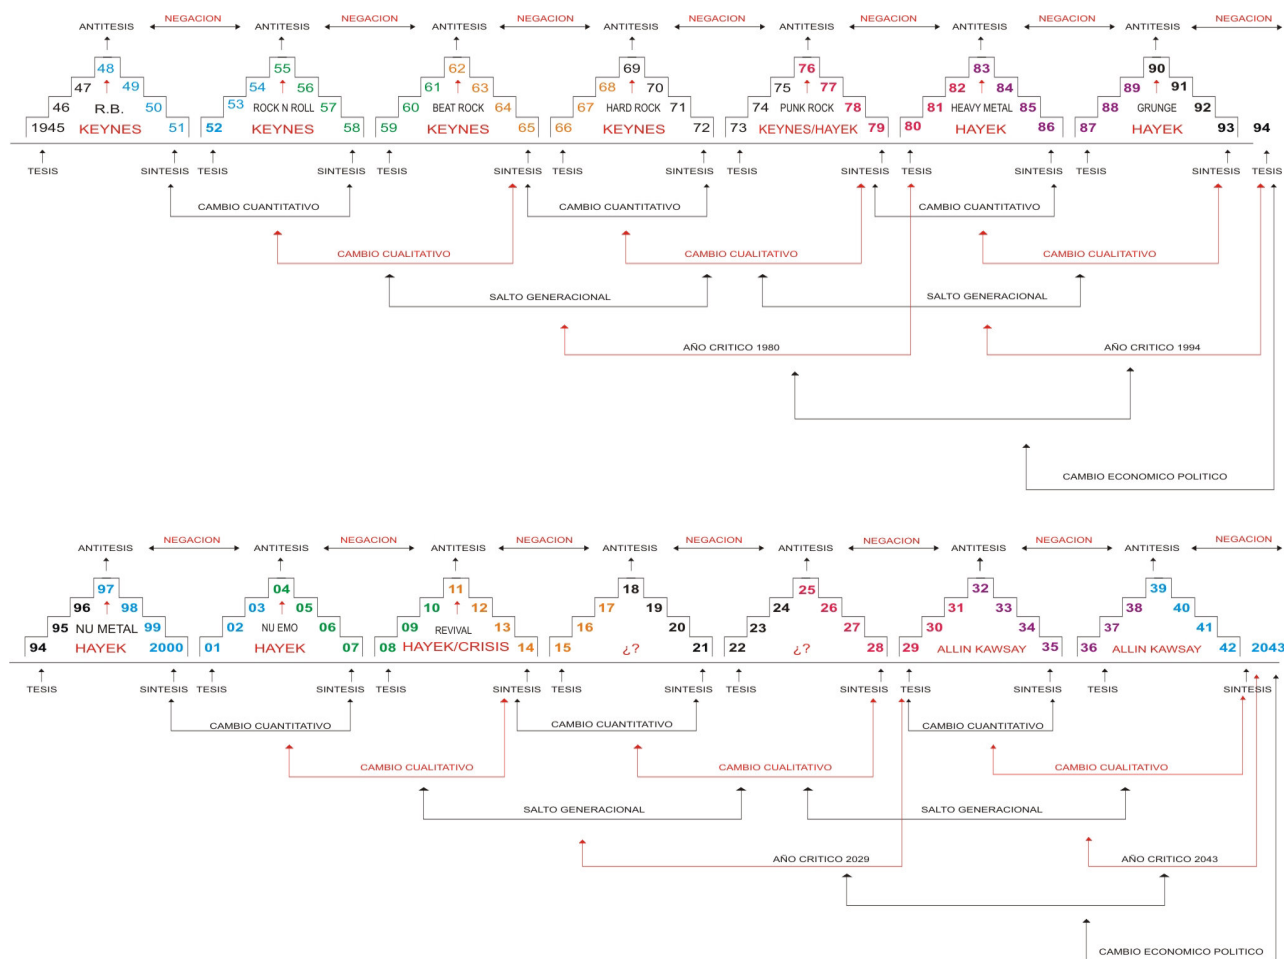 ANTITESIS NEGACION ANTITESIS NEGACION ANTITESIS NEGACION ANTITESIS NEGACION ANTITESIS NEGACION ANTITESIS NEGACION ANTITESIS NEGACION
48 55 62 69 76 83 90
47 49 54 56 61 63 68 70 75 77 82 84 89 91
46 R.B. 50 53 ROCK N ROLL 57 60 BEAT ROCK 64 67 HARD ROCK 71 74 PUNK ROCK 78 81 HEAVY METAL 85 88 GRUNGE 92
1945 KEYNES 51 52 KEYNES 58 59 KEYNES 65 66 KEYNES 72 73 KEYNES/HAYEK 79 80 HAYEK 86 87 HAYEK 93 94
TESIS SINTESIS TESIS SINTESIS TESIS SINTESIS TESIS SINTESIS TESIS SINTESIS TESIS SINTESIS TESIS SINTESIS TESIS
CAMBIO CUANTITATIVO CAMBIO CUANTITATIVO CAMBIO CUANTITATIVO
CAMBIO CUALITATIVO CAMBIO CUALITATIVO CAMBIO CUALITATIVO
SALTO GENERACIONAL SALTO GENERACIONAL
AÑO CRITICO 1980 AÑO CRITICO 1994
CAMBIO ECONOMICO POLITICO
ANTITESIS NEGACION ANTITESIS NEGACION ANTITESIS NEGACION ANTITESIS NEGACION ANTITESIS NEGACION ANTITESIS NEGACION ANTITESIS NEGACION
97 04 11 18 25 32 39
96 98 03 05 10 12 17 19 24 26 31 33 38 40
95 NU METAL 99 02 NU EMO 06 09 REVIVAL 13 16 20 23 27 30 34 37 41
94 HAYEK 2000 01 HAYEK 07 08 HAYEK/CRISIS 14 15 ¿? 21 22 ¿? 28 29 ALLIN KAWSAY 35 36 ALLIN KAWSAY 42 2043
TESIS SINTESIS TESIS SINTESIS TESIS SINTESIS TESIS SINTESIS TESIS SINTESIS TESIS SINTESIS TESIS SINTESIS
CAMBIO CUANTITATIVO CAMBIO CUANTITATIVO CAMBIO CUANTITATIVO
CAMBIO CUALITATIVO CAMBIO CUALITATIVO CAMBIO CUALITATIVO
SALTO GENERACIONAL SALTO GENERACIONAL
AÑO CRITICO 2029 AÑO CRITICO 2043
CAMBIO ECONOMICO POLITICO